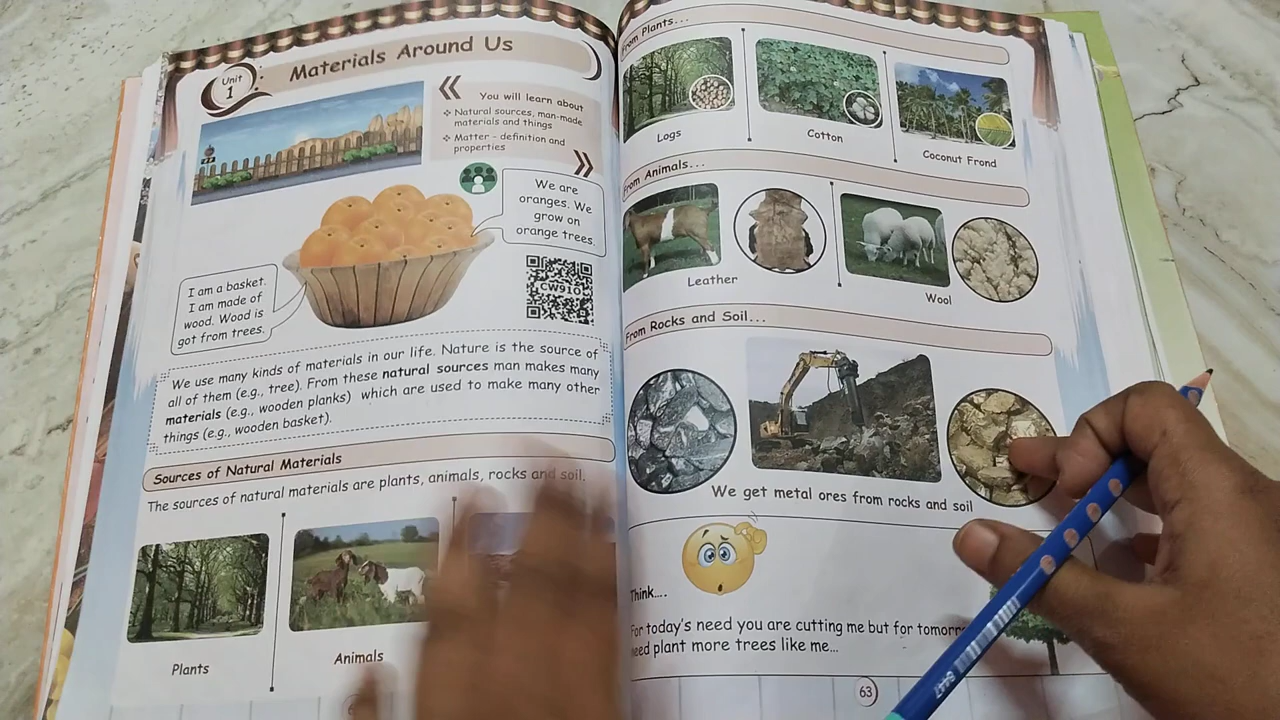 Unit
1
Materials Around Us
You will learn about
❖ Natural sources, man-made
materials and things
❖ Matter - definition and
properties
We are
oranges. We
grow on
orange trees.
CW910
I am a basket.
I am made of
wood. Wood is
got from trees.
We use many kinds of materials in our life. Nature is the source of
all of them (e.g., tree). From these natural sources man makes many
materials (e.g., wooden planks) which are used to make many other
things (e.g., wooden basket).
Sources of Natural Materials
The sources of natural materials are plants, animals, rocks and soil.
Plants
Animals
From Plants...
Logs
Cotton
Coconut Frond
From Animals...
Leather
Wool
From Rocks and Soil...
We get metal ores from rocks and soil
Think....
For today's need you are cutting me but for
need plant more trees like me...
63